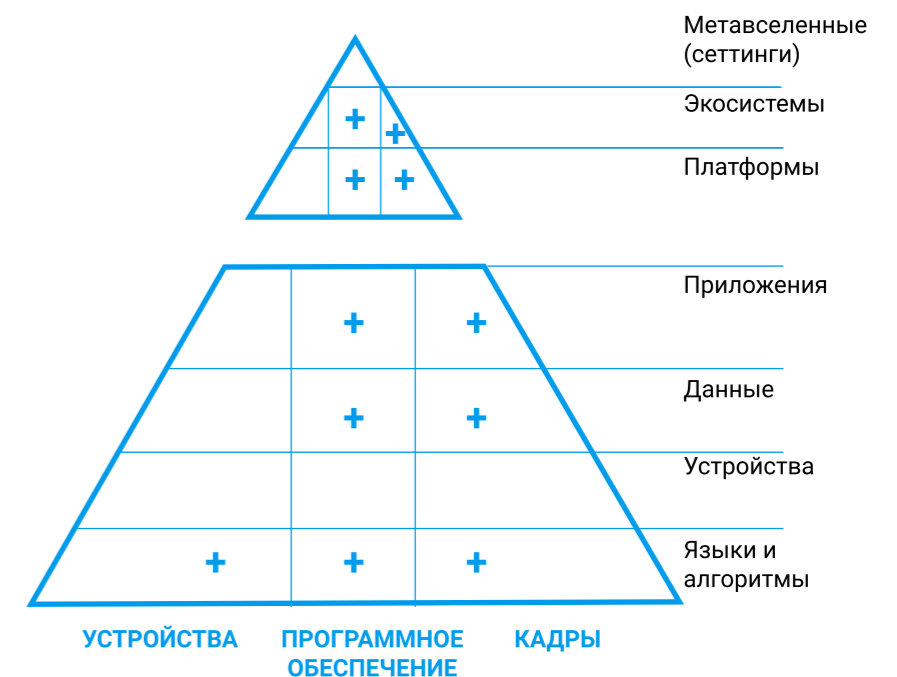 Метавселенные
(сеттинги)
Экосистемы
+
+
Платформы
+ +
Приложения
+ +
Данные
+ +
Устройства
Языки и
алгоритмы
+ + +
УСТРОЙСТВА
ПРОГРАММНОЕ
ОБЕСПЕЧЕНИЕ
КАДРЫ